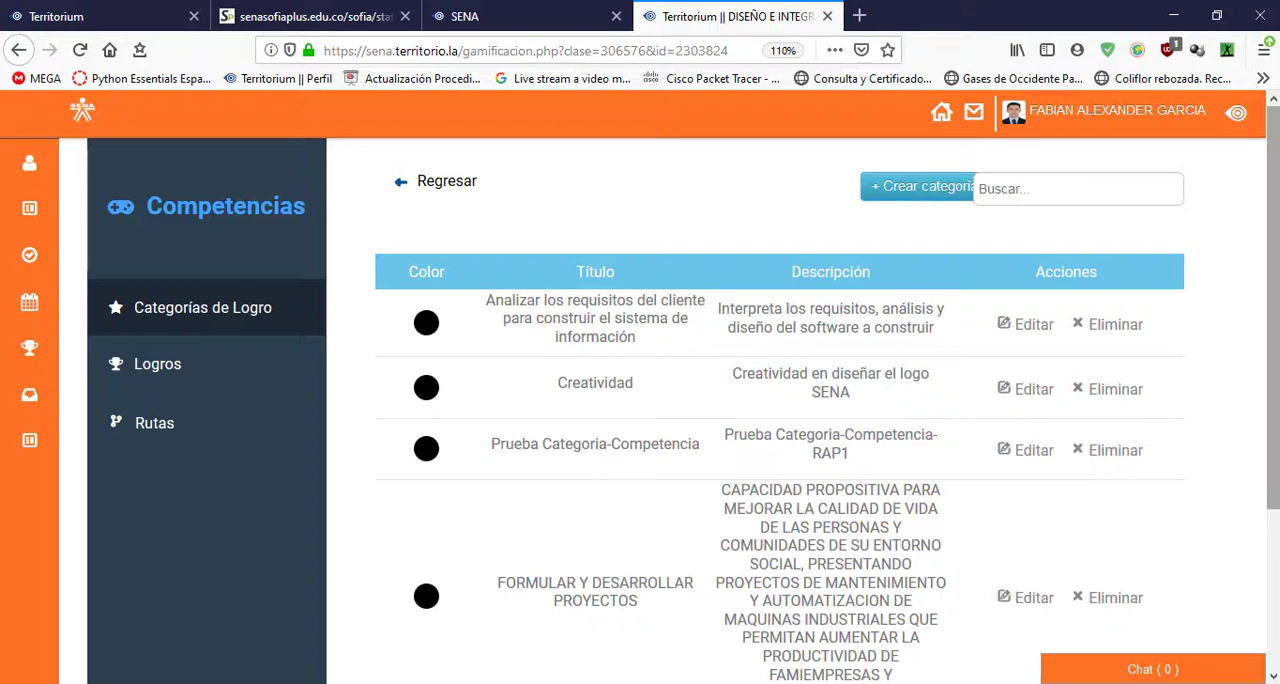 Territorium
senasofiaplus.edu.co/sofia/sta
SENA
Territorium || DISEÑO E INTEGR
https://sena.territorio.la/gamificacion.php?clase=306576&id=2303824
110%
MEGA
Python Essentials Espa...
Territorium || Perfil
Actualización Procedi...
Live stream a video m...
Cisco Packet Tracer - ...
Consulta y Certificado...
Gases de Occidente Pa...
Coliflor rebozada. Rec...
SENA
FABIAN ALEXANDER GARCIA
Competencias
Categorías de Logro
Logros
Rutas
Regresar
+ Crear categoría
Buscar...
Color
Título
Descripción
Acciones
Analizar los requisitos del cliente
para construir el sistema de
información
Interpreta los requisitos, análisis y
diseño del software a construir
Editar
Eliminar
Creatividad
Creatividad en diseñar el logo
SENA
Editar
Eliminar
Prueba Categoria-Competencia
Prueba Categoria-Competencia-
RAP1
Editar
Eliminar
FORMULAR Y DESARROLLAR
PROYECTOS
CAPACIDAD PROPOSITIVA PARA
MEJORAR LA CALIDAD DE VIDA
DE LAS PERSONAS Y
COMUNIDADES DE SU ENTORNO
SOCIAL, PRESENTANDO
PROYECTOS DE MANTENIMIENTO
Y AUTOMATIZACION DE
MAQUINAS INDUSTRIALES QUE
PERMITAN AUMENTAR LA
PRODUCTIVIDAD DE
FAMIEMPRESAS Y
Editar
Eliminar
Chat ( 0 )